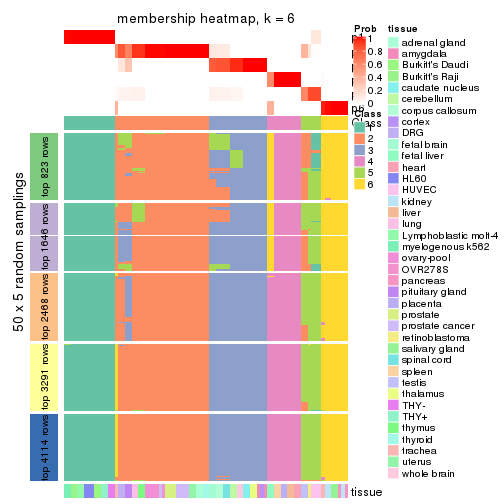 membership heatmap, k = 6
50 x 5 random samplings
top 823 rows
top 1646 rows
top 2468 rows
top 3291 rows
top 4114 rows
p6
Prob
1
0.8
0.6
0.4
0.2
0
Class
1
2
3
4
5
6
tissue
tissue
adrenal gland
amygdala
Burkitt's Daudi
Burkitt's Raji
caudate nucleus
cerebellum
corpus callosum
cortex
DRG
fetal brain
fetal liver
heart
HL60
HUVEC
kidney
liver
lung
Lymphoblastic molt-4
myelogenous k562
ovary-pool
OVR278S
pancreas
pituitary gland
placenta
prostate
prostate cancer
retinoblastoma
salivary gland
spinal cord
spleen
testis
thalamus
THY-
THY+
thymus
thyroid
trachea
uterus
whole brain